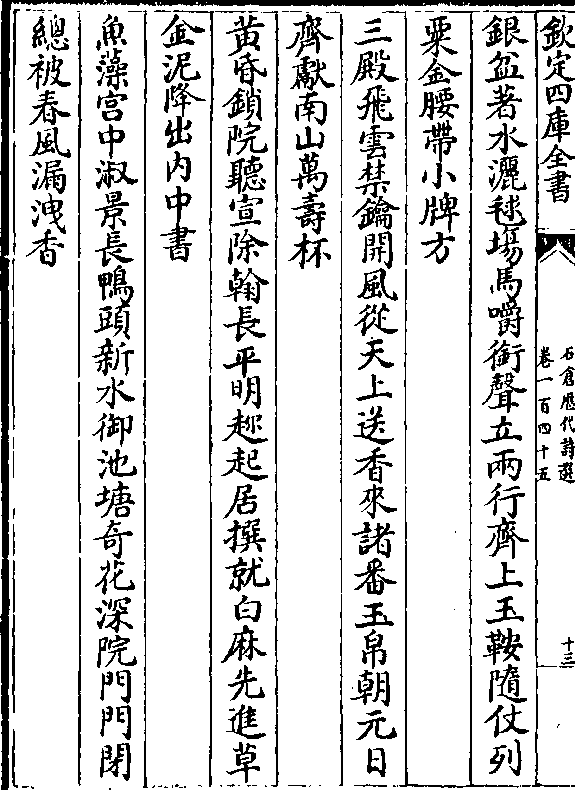 欽定四庫全書
石倉歴代詩選
卷一百四十五
十三
銀盆著水灑毬塲馬嚼銜聲立兩行齊上玉鞍隨仗列
粟金腰帶小牌方
三殿飛雲禁鑰開風從天上送香來諸番玉帛朝元日
齊獻南山萬壽杯
黄昏鎖院聽宣除翰長平明趂起居撰就白麻先進草
金泥降出内中書
魚藻宫中淑景長鴨頭新水御池塘奇花深院門門閉
總被春風漏洩香